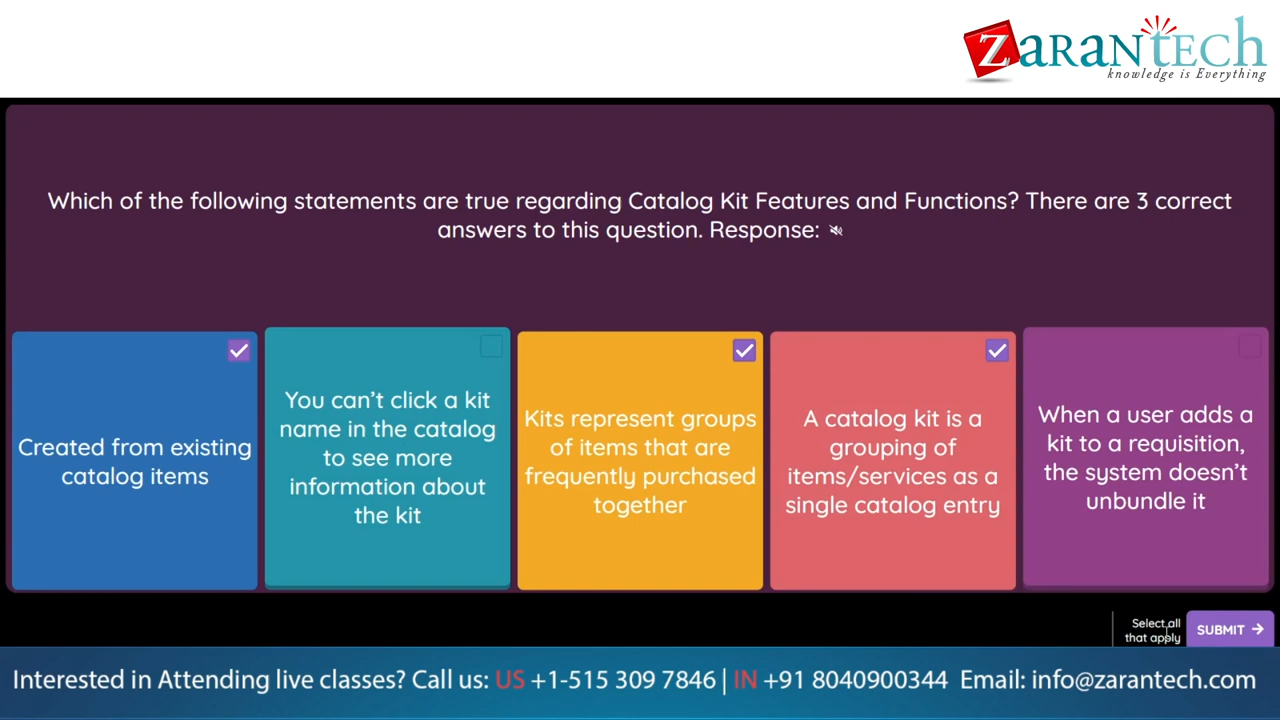 ZARANTECH
knowledge is Everything
Which of the following statements are true regarding Catalog Kit Features and Functions? There are 3 correct
answers to this question. Response:
Created from existing
catalog items
You can't click a kit
name in the catalog
to see more
information about
the kit
Kits represent groups
of items that are
frequently purchased
together
A catalog kit is a
grouping of
items/services as a
single catalog entry
When a user adds a
kit to a requisition,
the system doesn't
unbundle it
Select all
that apply
SUBMIT →
Interested in Attending live classes? Call us: US +1-515 309 7846 | IN +91 8040900344 Email: info@zarantech.com